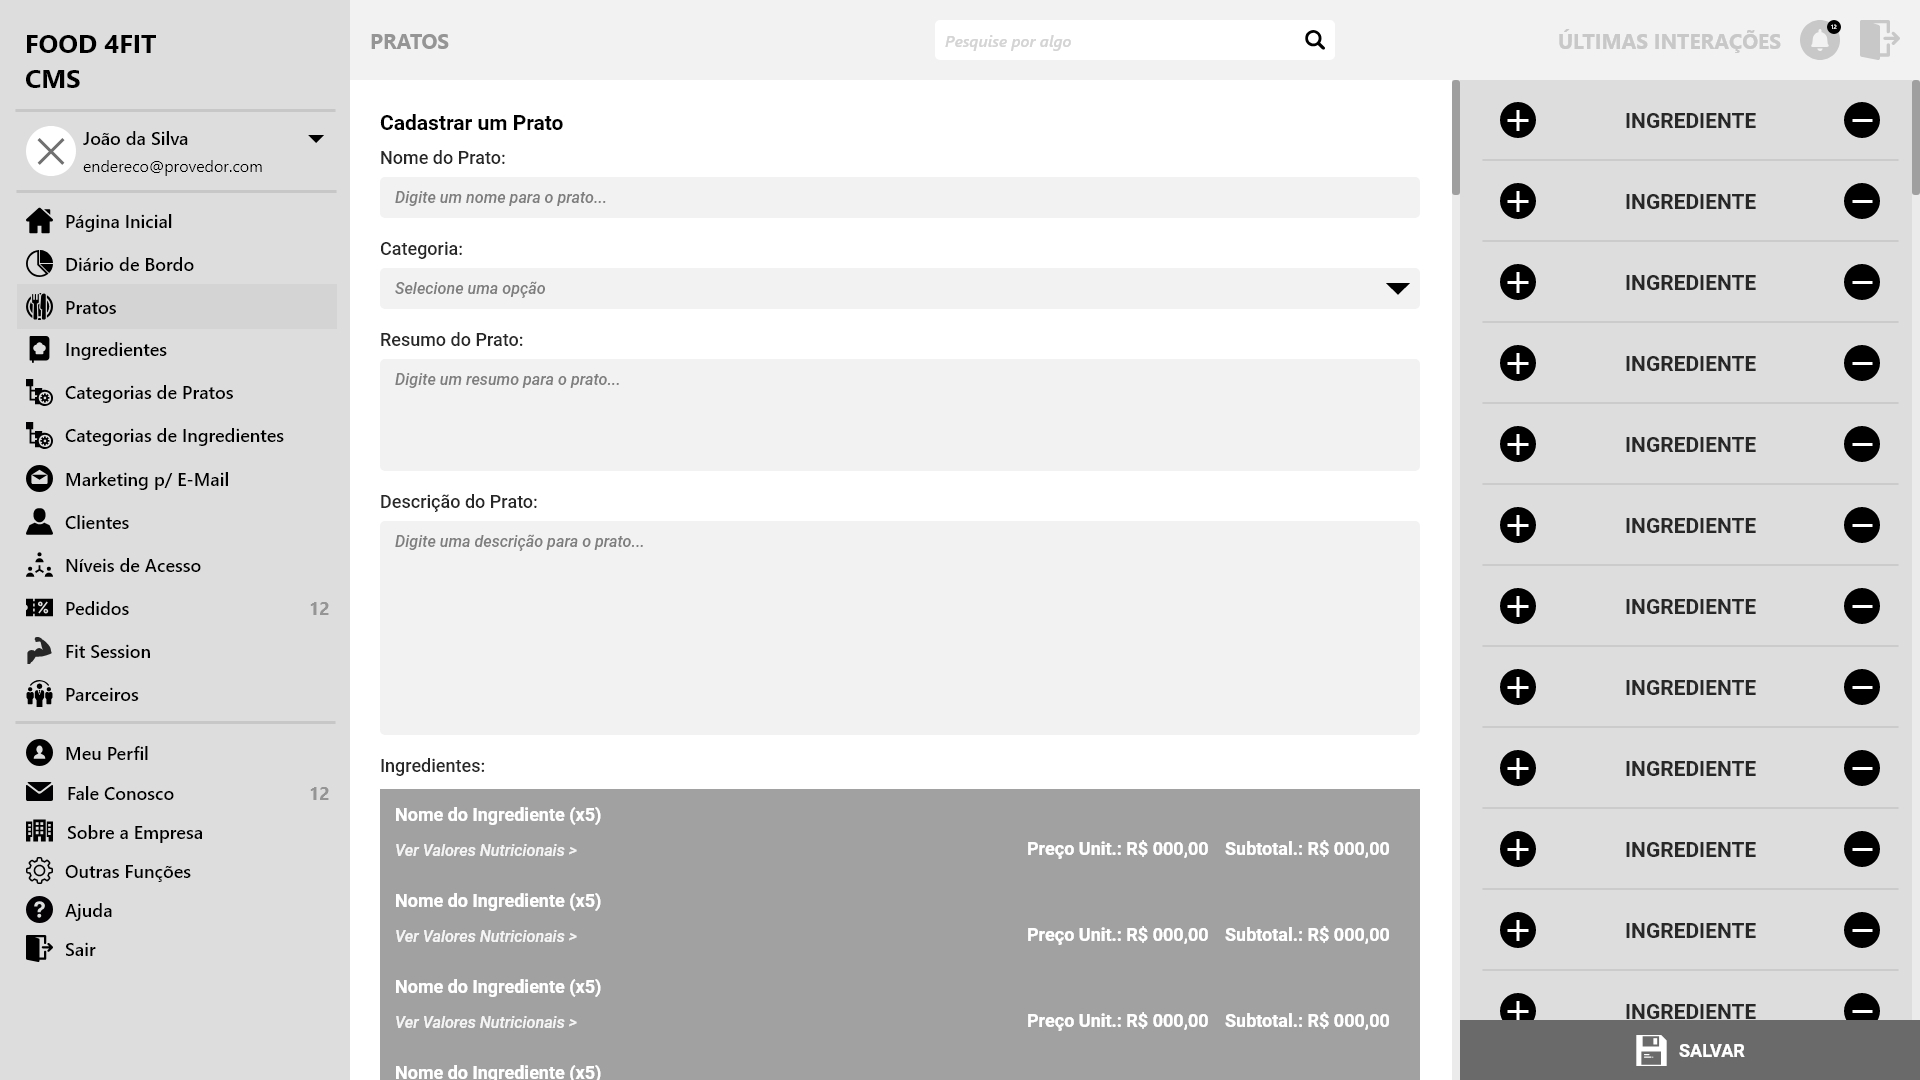 FOOD 4FIT
CMS
João da Silva
endereco@provedor.com
Página Inicial
Diário de Bordo
Pratos
Ingredientes
Categorias de Pratos
Categorias de Ingredientes
Marketing p/ E-Mail
Clientes
Níveis de Acesso
Pedidos 12
Fit Session
Parceiros
Meu Perfil
Fale Conosco 12
Sobre a Empresa
Outras Funções
Ajuda
Sair
PRATOS
Pesquise por algo
ÚLTIMAS INTERAÇÕES
12
Cadastrar um Prato
Nome do Prato:
Digite um nome para o prato...
Categoria:
Selecione uma opção
Resumo do Prato:
Digite um resumo para o prato...
Descrição do Prato:
Digite uma descrição para o prato...
Ingredientes:
Nome do Ingrediente (x5)
Ver Valores Nutricionais > Preço Unit.: R$ 000,00 Subtotal.: R$ 000,00
Nome do Ingrediente (x5)
Ver Valores Nutricionais > Preço Unit.: R$ 000,00 Subtotal.: R$ 000,00
Nome do Ingrediente (x5)
Ver Valores Nutricionais > Preço Unit.: R$ 000,00 Subtotal.: R$ 000,00
Nome do Ingrediente (x5)
INGREDIENTE
INGREDIENTE
INGREDIENTE
INGREDIENTE
INGREDIENTE
INGREDIENTE
INGREDIENTE
INGREDIENTE
INGREDIENTE
INGREDIENTE
INGREDIENTE
INGREDIENTE
SALVAR